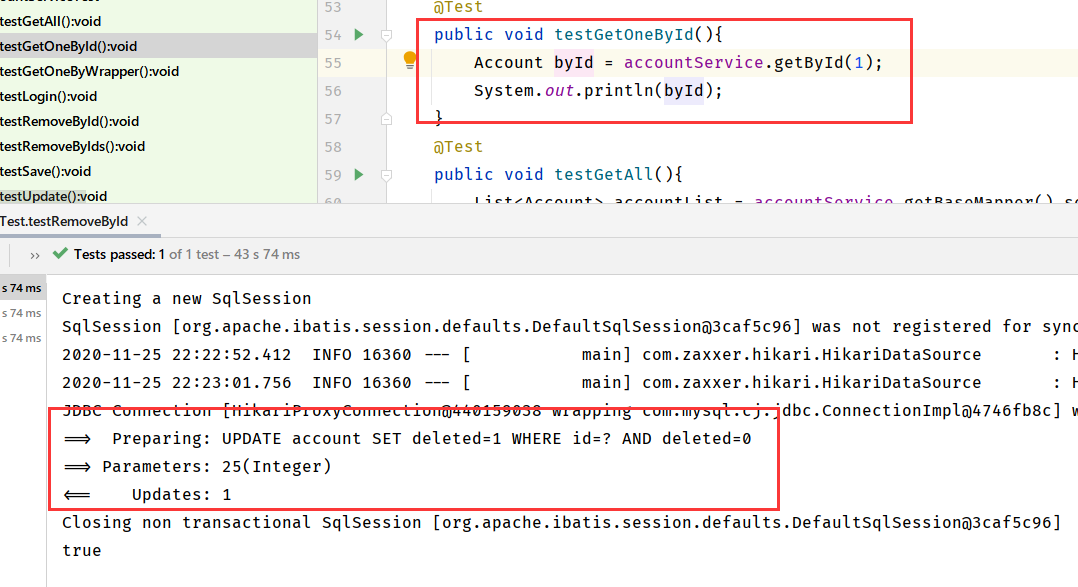 testGetAll():void
testGetOneById():void
testGetOneByWrapper():void
testLogin():void
testRemoveById():void
testRemoveByIds():void
testSave():void
testUpdate():void
53 @Test
54 public void testGetOneById(){
55 Account byId = accountService.getById(1);
56 System.out.println(byId);
57 }
58 @Test
59 public void testGetAll(){
60 List<Account> accountList = accountService.getBaseMapper().se
Test.testRemoveById ×
>> Tests passed: 1 of 1 test – 43 s 74 ms
s 74 ms
s 74 ms
s 74 ms
Creating a new SqlSession
SqlSession [org.apache.ibatis.session.defaults.DefaultSqlSession@3caf5c96] was not registered for sync
2020-11-25 22:22:52.412  INFO 16360 --- [           main] com.zaxxer.hikari.HikariDataSource       : H
2020-11-25 22:23:01.756  INFO 16360 --- [           main] com.zaxxer.hikari.HikariDataSource       : H
JDBC Connection [HikariProxyConnection@440159038 wrapping com.mysql.cj.jdbc.ConnectionImpl@4746fb8c] w
==>  Preparing: UPDATE account SET deleted=1 WHERE id=? AND deleted=0
==> Parameters: 25(Integer)
<==    Updates: 1
Closing non transactional SqlSession [org.apache.ibatis.session.defaults.DefaultSqlSession@3caf5c96]
true